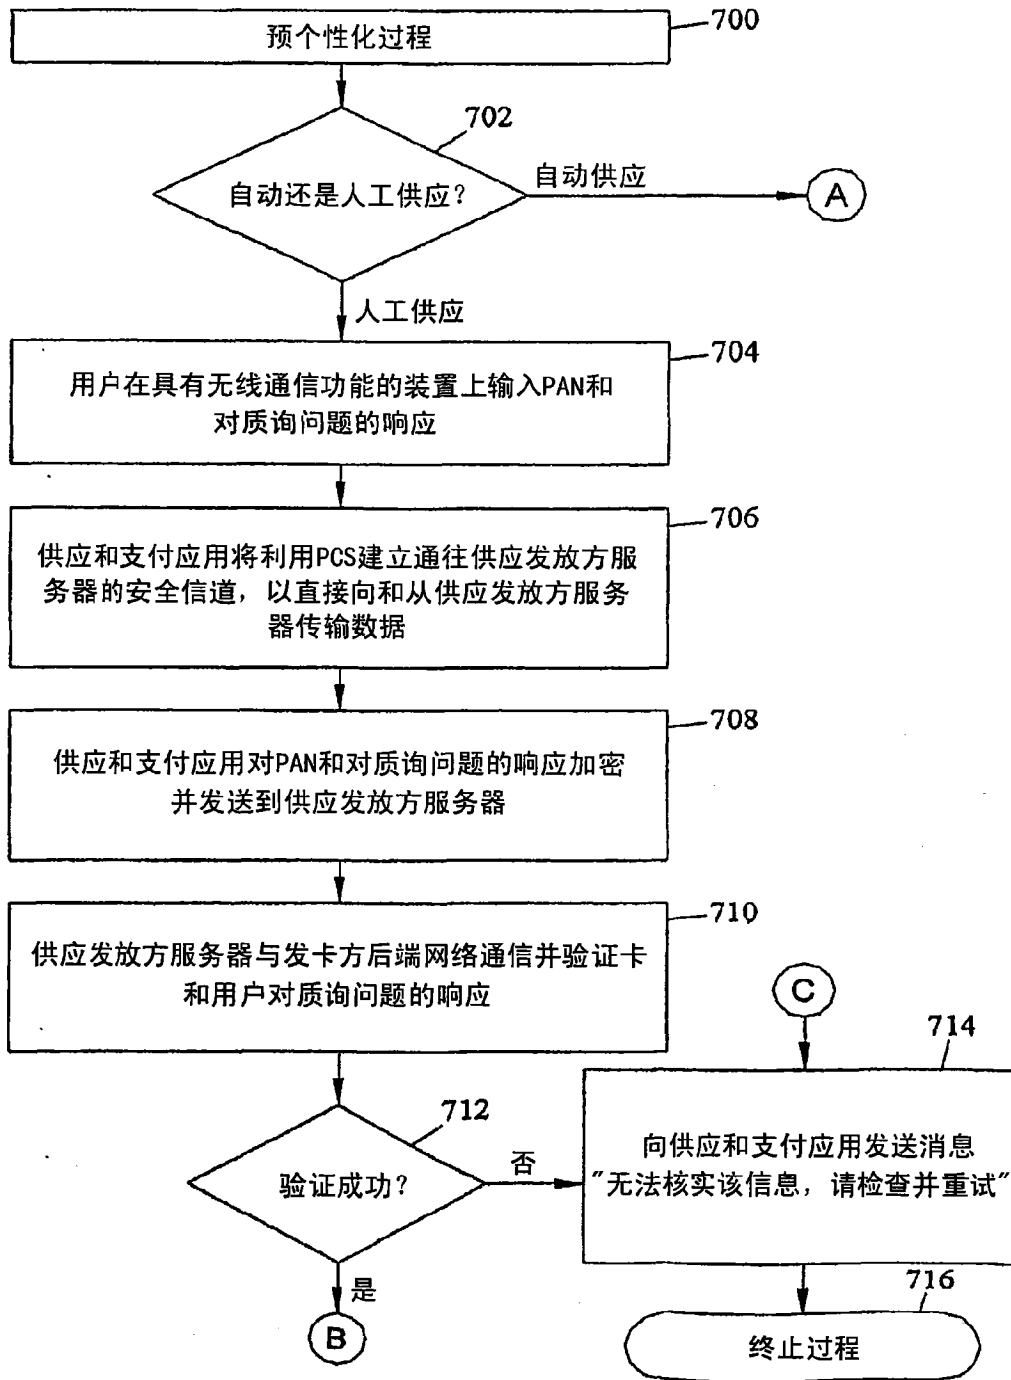 预个性化过程
700
702
自动还是人工供应?
自动供应
A
人工供应
704
用户在具有无线通信功能的装置上输入PAN和
对质询问题的响应
706
供应和支付应用将利用PCS建立通往供应发放方服
务器的安全信道，以直接向和从供应发放方服务
器传输数据
708
供应和支付应用对PAN和对质询问题的响应加密
并发送到供应发放方服务器
710
供应发放方服务器与发卡方后端网络通信并验证卡
和用户对质询问题的响应
C
712
验证成功?
否
714
向供应和支付应用发送消息
"无法核实该信息，请检查并重试"
是
B
716
终止过程